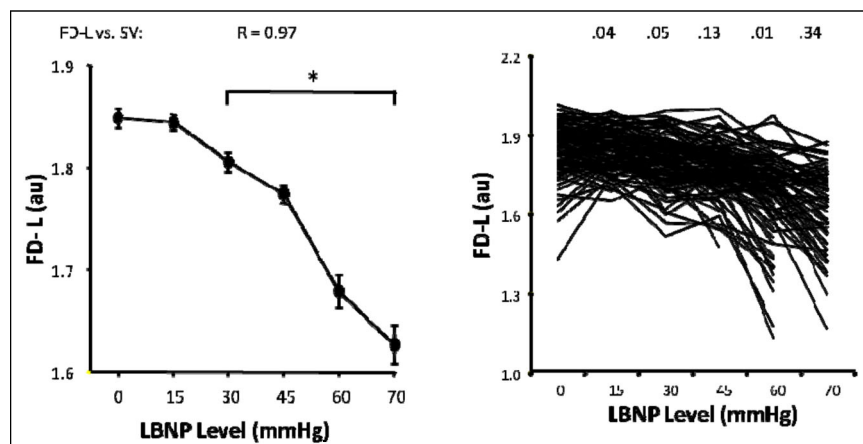 FD-L vs. SV: R = 0.97
1.9
1.8
1.7
1.6
FD- L (au)
*
0 15 30 45 60 70
LBNP Level (mmHg)
.04 .05 .13 .01 .34
2.2
1.9
1.6
1.3
1.0
FD-L (au)
0 15 30 45 60 70
LBNP Level (mmHg)